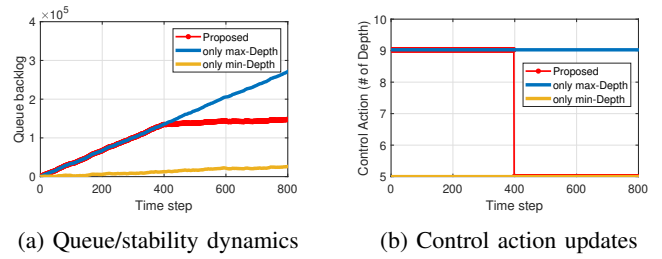 4 × 10⁵
3
2
1
0
Queue backlog
Proposed
only max-Depth
only min-Depth
0 200 400 600 800
Time step
(a) Queue/stability dynamics
10
9
8
7
6
5
Control Action (# of Depth)
Proposed
only max-Depth
only min-Depth
0 200 400 600 800
Time step
(b) Control action updates